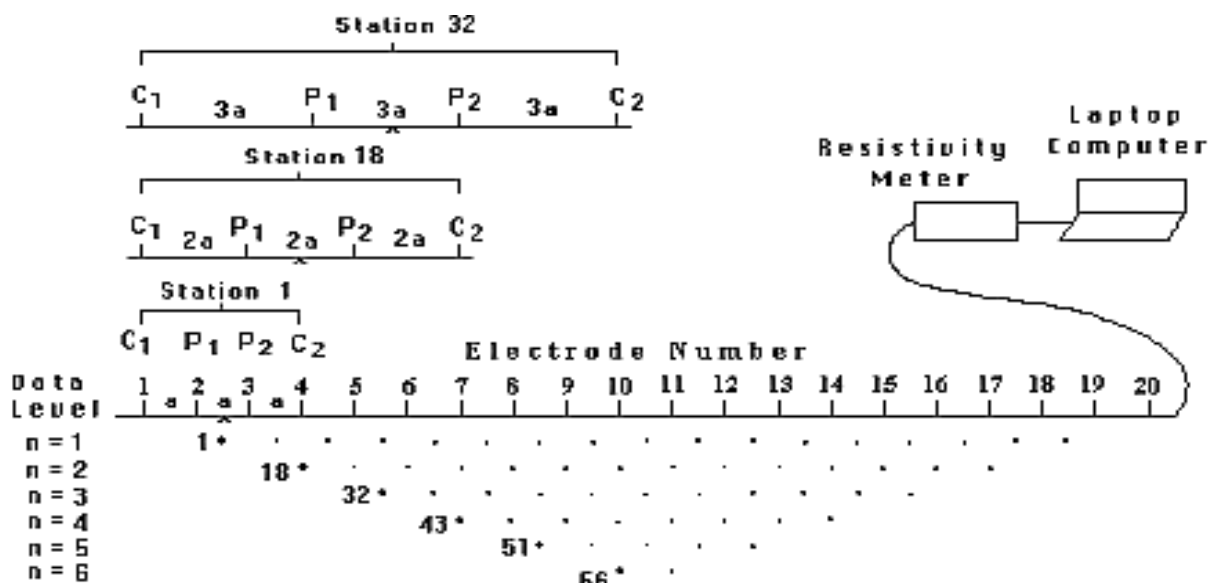 Station 32
C1 3a P1 3a P2 3a C2
Station 18
C1 2a P1 2a P2 2a C2
Resistivity Meter
Laptop Computer
Station 1
C1 P1 P2 C2
Electrode Number
Data Level
1 2 3 4 5 6 7 8 9 10 11 12 13 14 15 16 17 18 19 20
a a a
n = 1 1
n = 2 18
n = 3 32
n = 4 43
n = 5 51
n = 6 56